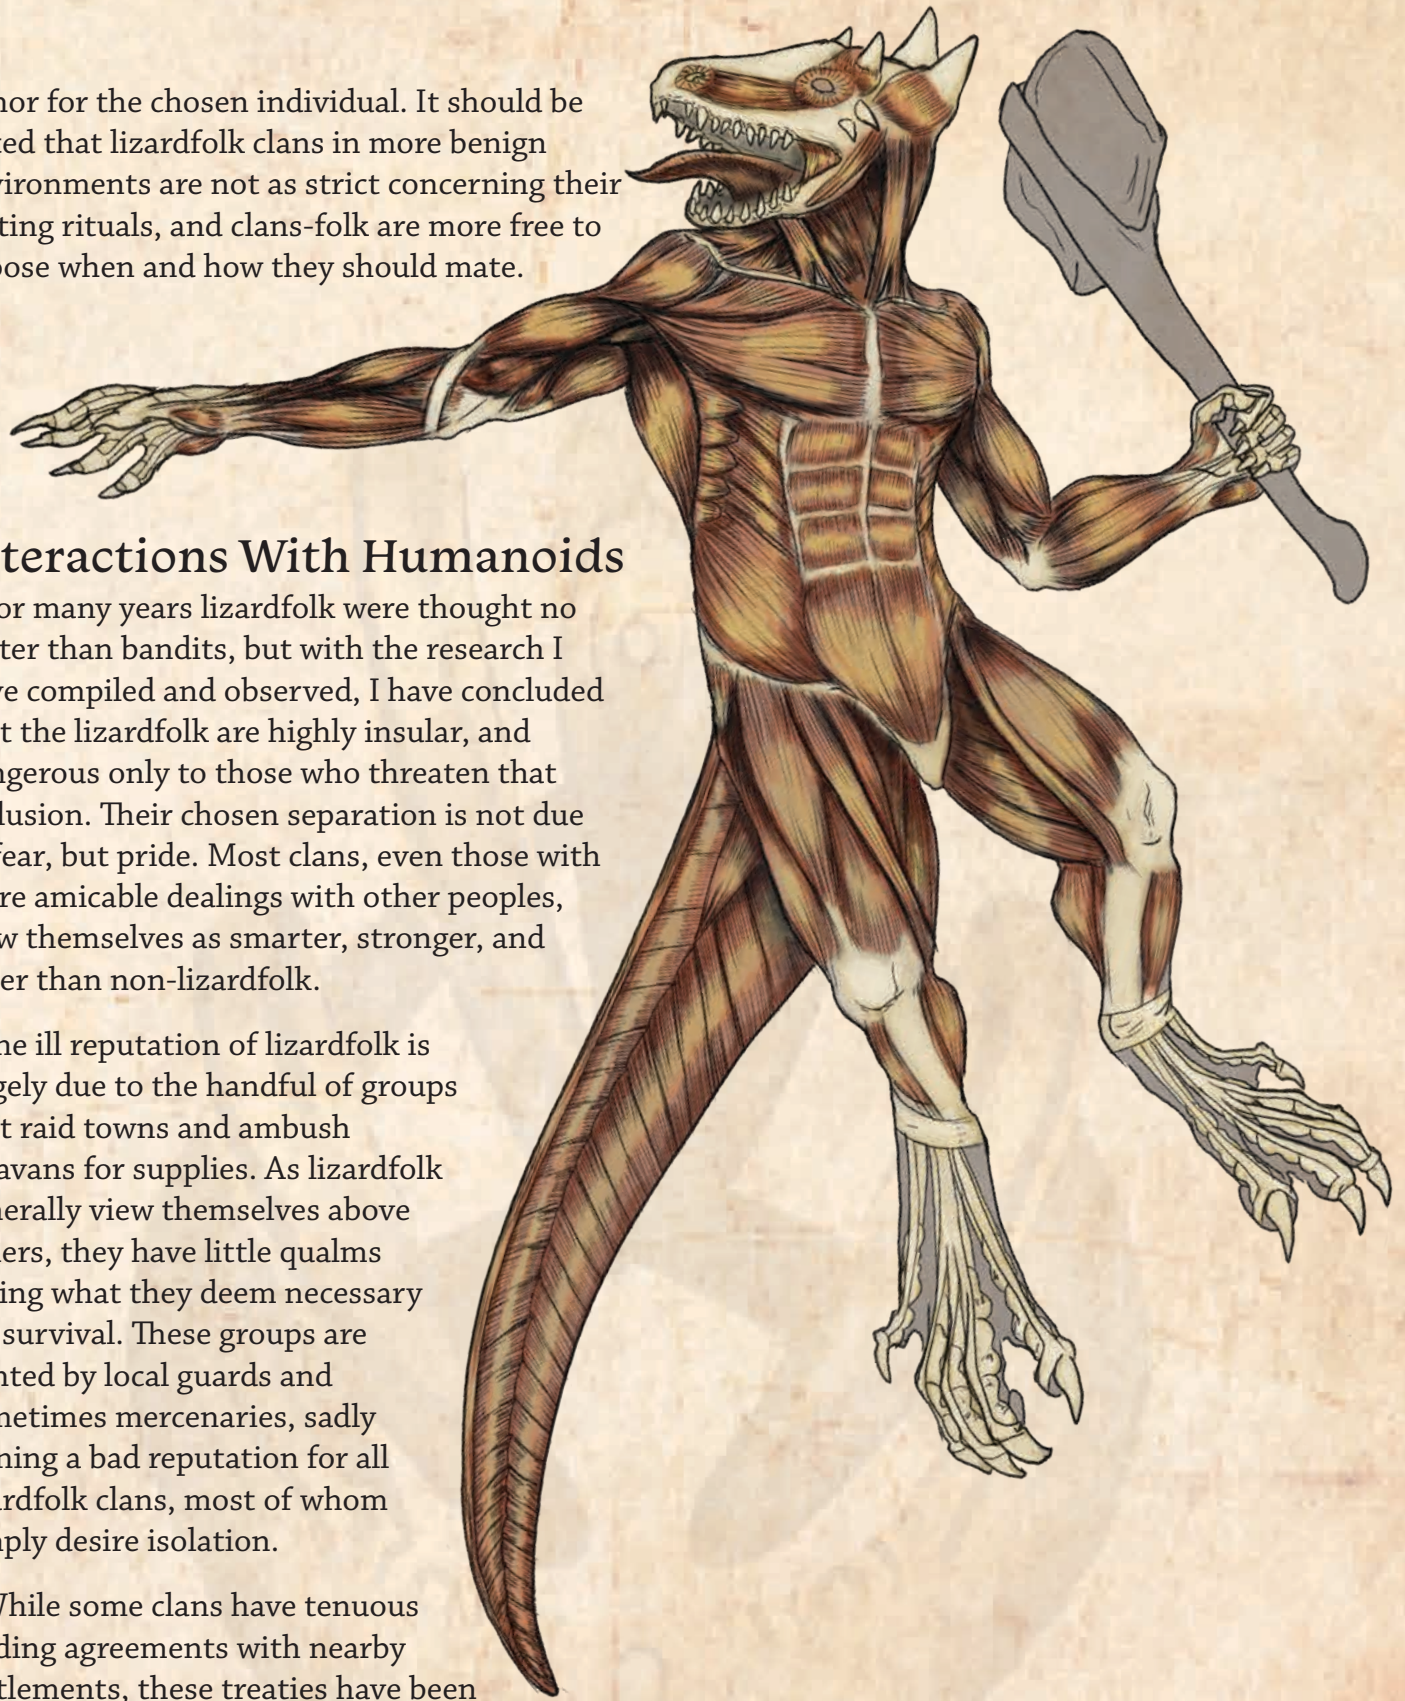 nor for the chosen individual. It should be
ted that lizardfolk clans in more benign
vironments are not as strict concerning their
ting rituals, and clans-folk are more free to
oose when and how they should mate.
teractions With Humanoids
or many years lizardfolk were thought no
ter than bandits, but with the research I
ve compiled and observed, I have concluded
t the lizardfolk are highly insular, and
ngerous only to those who threaten that
lusion. Their chosen separation is not due
fear, but pride. Most clans, even those with
re amicable dealings with other peoples,
w themselves as smarter, stronger, and
er than non-lizardfolk.
he ill reputation of lizardfolk is
gely due to the handful of groups
t raid towns and ambush
avans for supplies. As lizardfolk
nerally view themselves above
ers, they have little qualms
ing what they deem necessary
survival. These groups are
nted by local guards and
metimes mercenaries, sadly
ning a bad reputation for all
ardfolk clans, most of whom
nply desire isolation.
While some clans have tenuous
ding agreements with nearby
tlements, these treaties have been